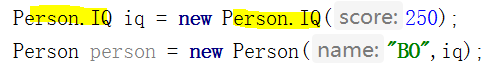 Person.IQ iq = new Person.IQ( score: 250);
Person person = new Person( name: "BO",iq);